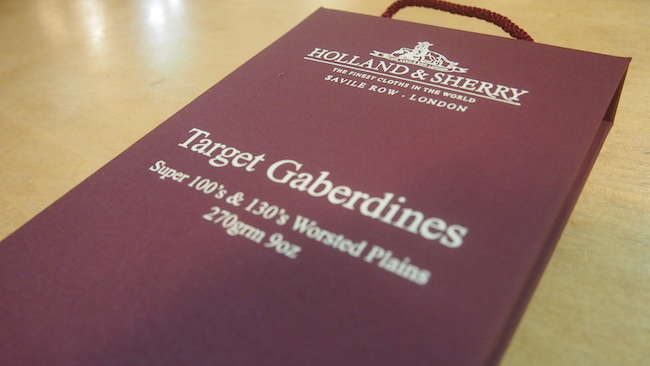 HOLLAND & SHERRY
THE FINEST CLOTHS IN THE WORLD
SAVILE ROW · LONDON
Target Gaberdines
Super 100's & 130's Worsted Plains
270grm 9oz